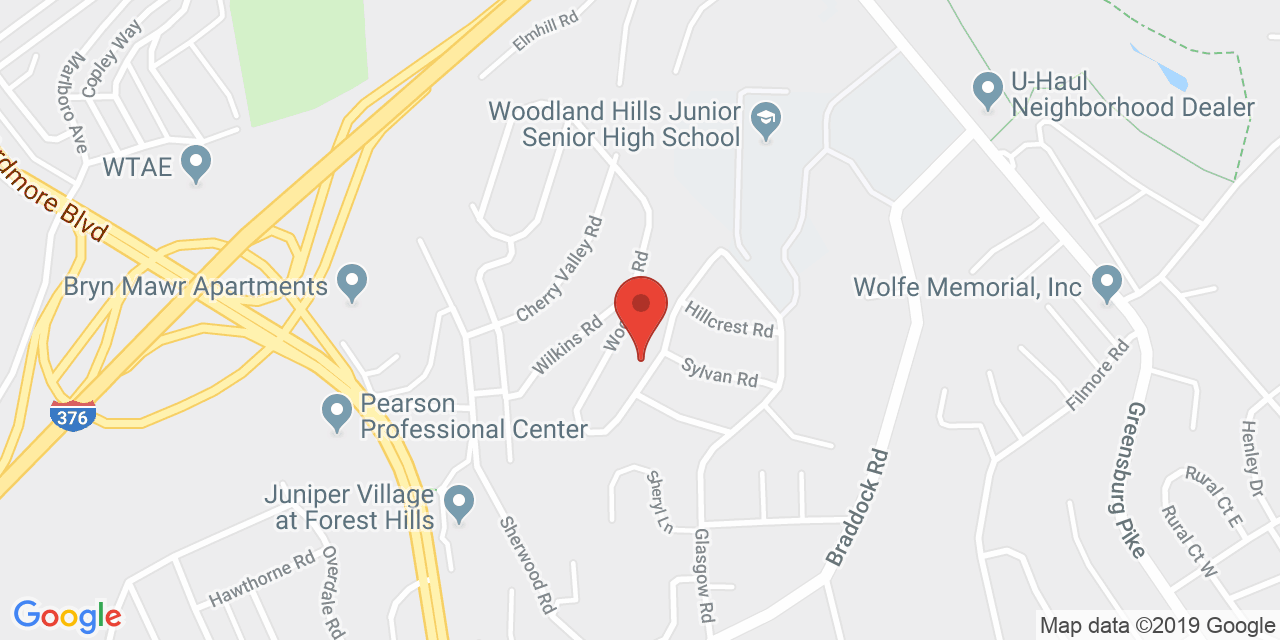 Elmhill Rd
Copley Way
Marlboro Ave
U-Haul
Neighborhood Dealer
Woodland Hills Junior
Senior High School
WTAE
rdmore Blvd
Cherry Valley Rd
Bryn Mawr Apartments
Woo Rd
Wolfe Memorial, Inc
Hillcrest Rd
Wilkins Rd
Sylvan Rd
Filmore Rd
376
Pearson
Professional Center
Greensburg Pike
Henley Dr
Braddock Rd
Juniper Village
at Forest Hills
Sheryl Ln
Rural Ct E
Rural Ct W
Sherwood Rd
Glasgow Rd
Hawthorne Rd
Overdale Rd
Google
Map data ©2019 Google